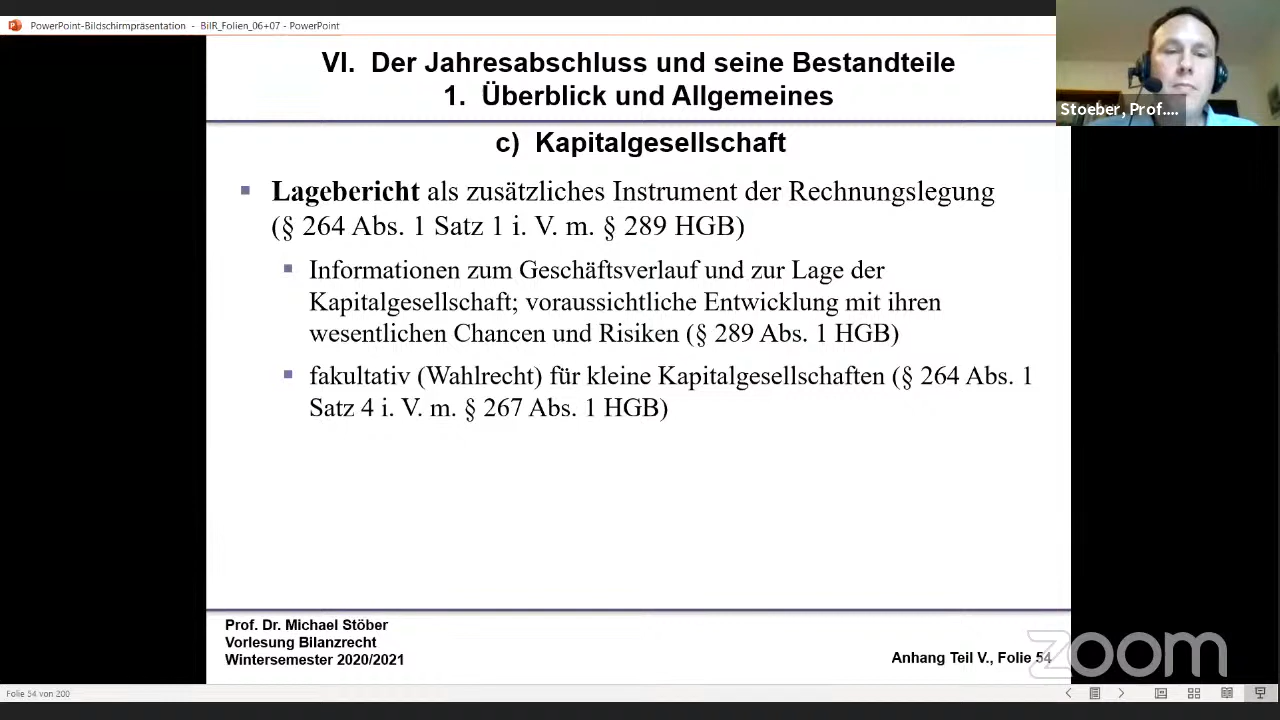 PowerPoint-Bildschirmpräsentation - BilR_Folien_06+07 - PowerPoint
Stoeber, Prof....
VI. Der Jahresabschluss und seine Bestandteile
1. Überblick und Allgemeines
c) Kapitalgesellschaft
Lagebericht als zusätzliches Instrument der Rechnungslegung
(§ 264 Abs. 1 Satz 1 i. V. m. § 289 HGB)
Informationen zum Geschäftsverlauf und zur Lage der
Kapitalgesellschaft; voraussichtliche Entwicklung mit ihren
wesentlichen Chancen und Risiken (§ 289 Abs. 1 HGB)
fakultativ (Wahlrecht) für kleine Kapitalgesellschaften (§ 264 Abs. 1
Satz 4 i. V. m. § 267 Abs. 1 HGB)
Prof. Dr. Michael Stöber
Vorlesung Bilanzrecht
Wintersemester 2020/2021
Anhang Teil V., Folie 54
zoom
Folie 54 von 200